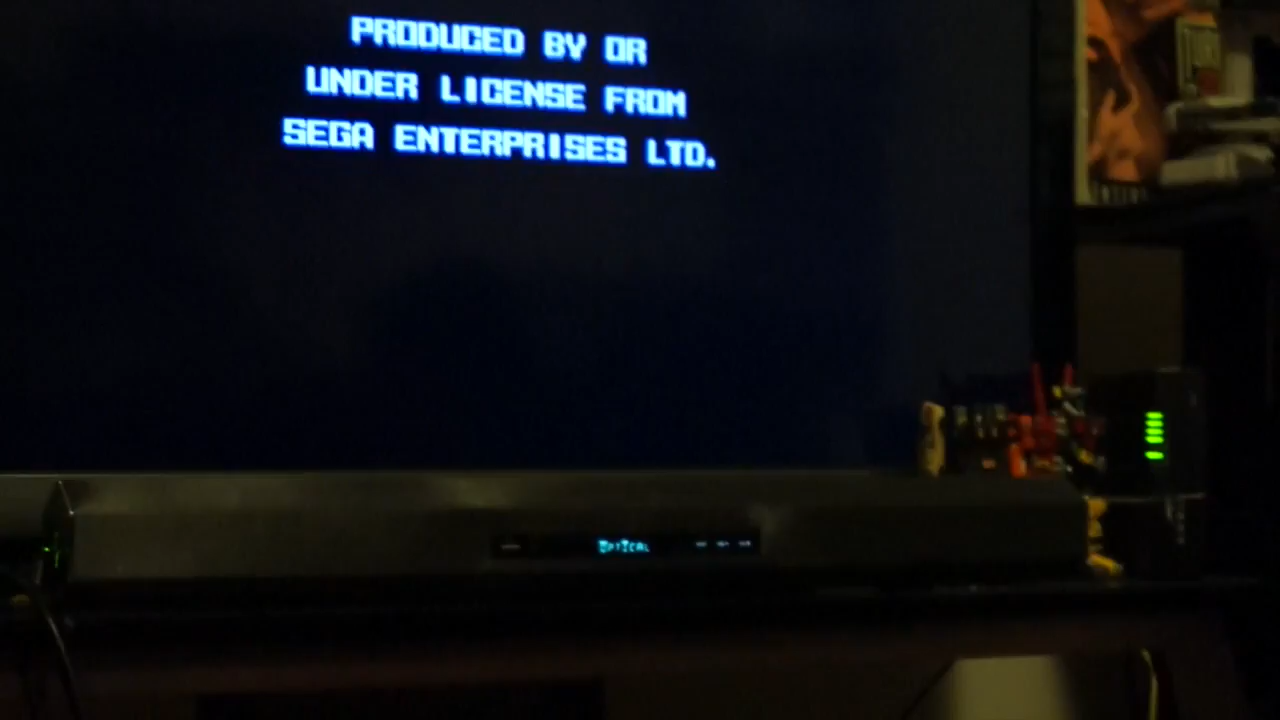 PRODUCED BY OR
UNDER LICENSE FROM
SEGA ENTERPRISES LTD.
OPTICAL